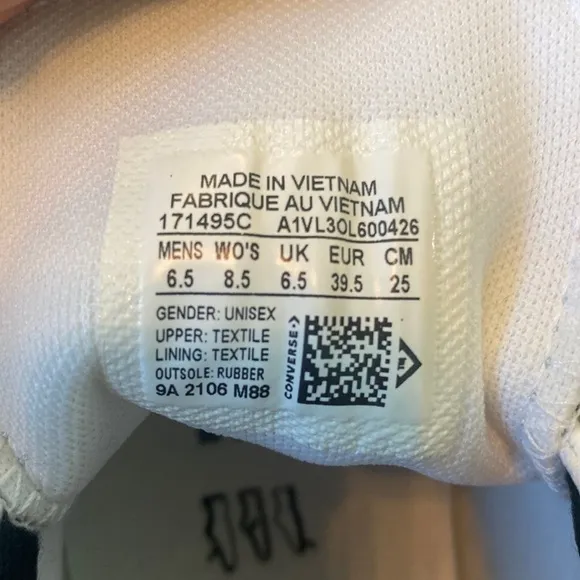 MADE IN VIETNAM
FABRIQUE AU VIETNAM
171495C A1VL3OL600426
MENS WO'S UK EUR CM
6.5 8.5 6.5 39.5 25
GENDER: UNISEX
UPPER: TEXTILE
LINING: TEXTILE
OUTSOLE: RUBBER
9A 2106 M88
CONVERSE